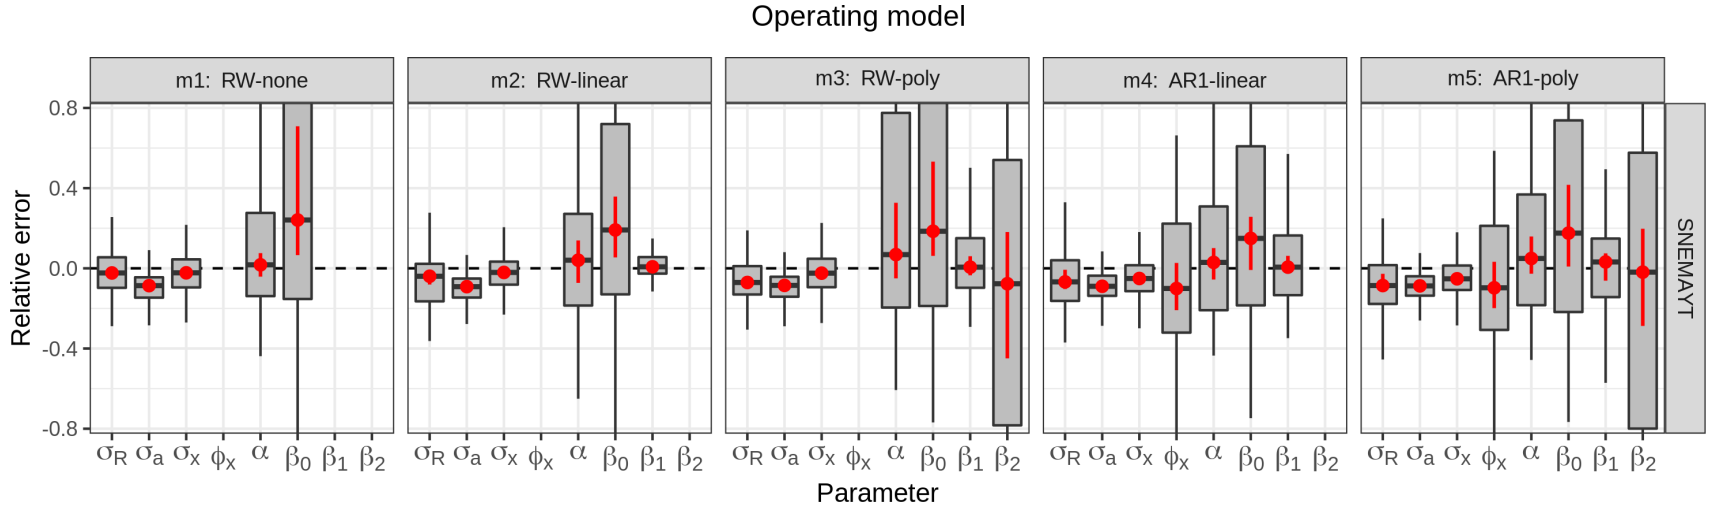 Operating model
m1: RW-none
m2: RW-linear
m3: RW-poly
m4: AR1-linear
m5: AR1-poly
0.8
0.4
0.0
-0.4
-0.8
Relative error
SNEMAYT
σR σa σx ϕx α β0 β1 β2
σR σa σx ϕx α β0 β1 β2
σR σa σx ϕx α β0 β1 β2
σR σa σx ϕx α β0 β1 β2
σR σa σx ϕx α β0 β1 β2
Parameter